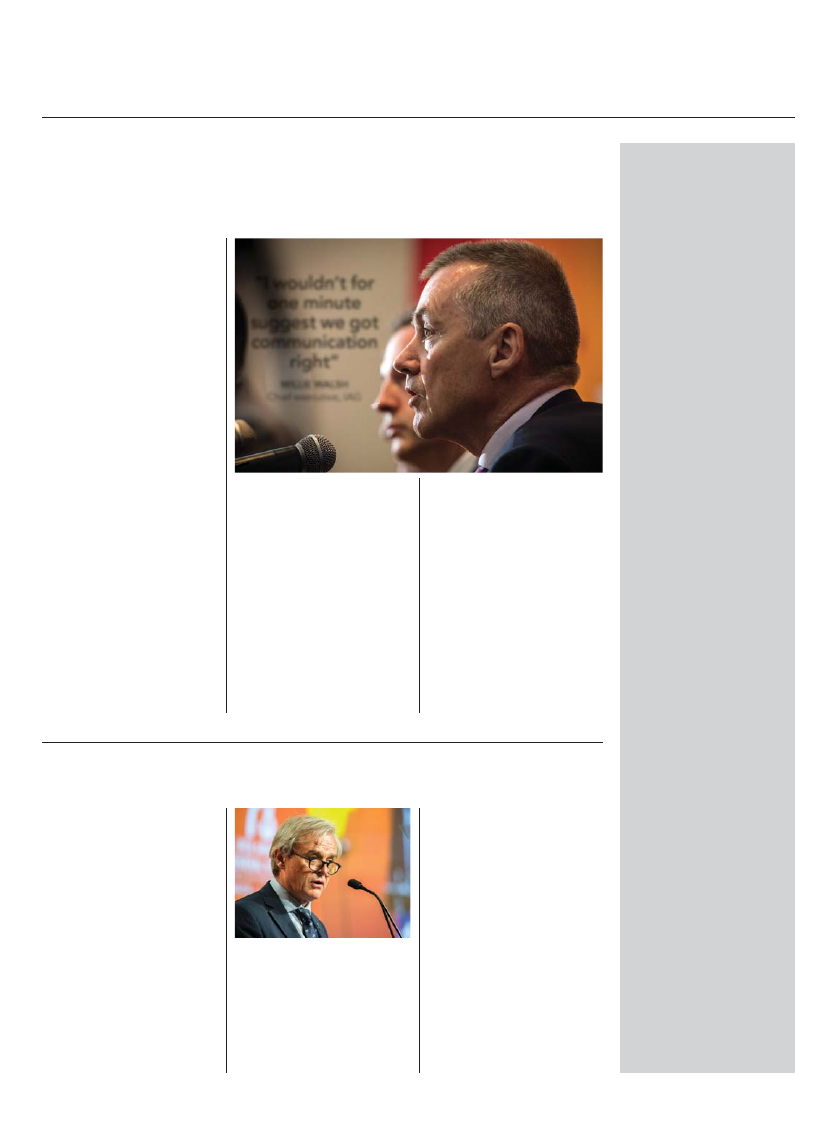 "I wouldn't for
one minute
suggest we got
communication
right"
WILLIE WALSH
Chief executive, IAG